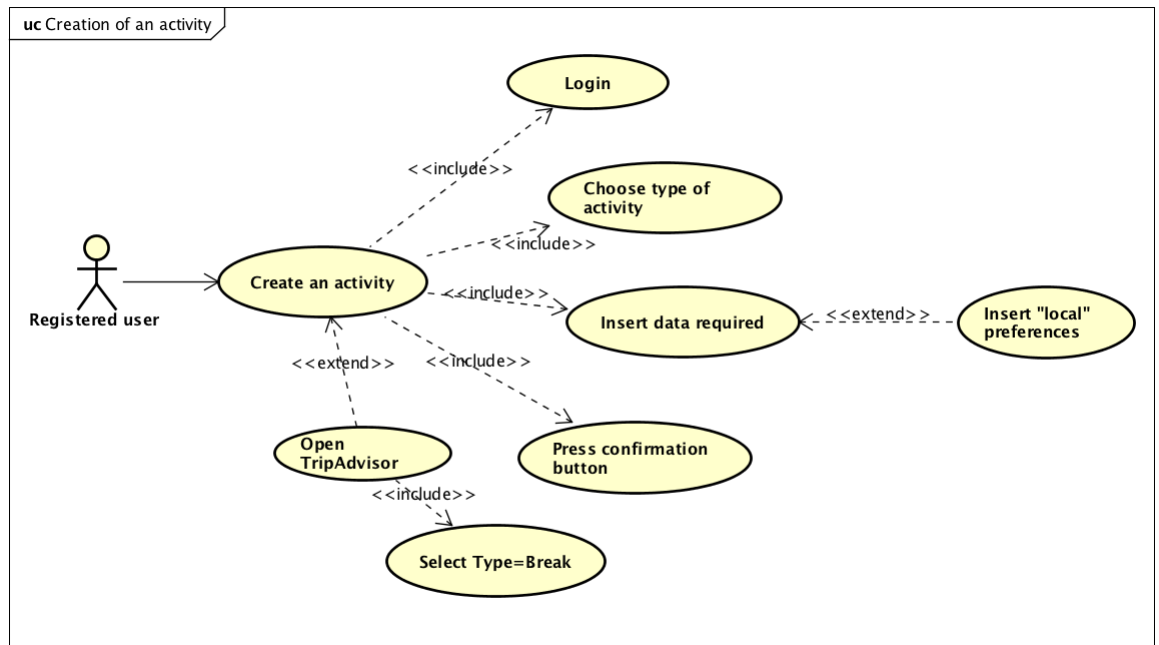 uc Creation of an activity
Login
<<include>>
Choose type of
activity
<<include>>
Create an activity
<<include>>
Insert data required
<<extend>>
Insert "local"
preferences
Registered user
<<extend>>
<<include>>
Open
TripAdvisor
Press confirmation
button
<<include>>
Select Type=Break